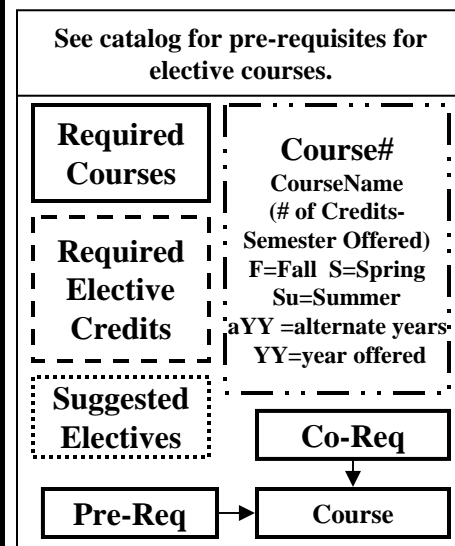 See catalog for pre-requisites for
elective courses.
Required
Courses
Required
Elective
Credits
Suggested
Electives
Course#
CourseName
(# of Credits-
Semester Offered)
F=Fall S=Spring
Su=Summer
aYY =alternate years
YY=year offered
Co-Req
Pre-Req
Course